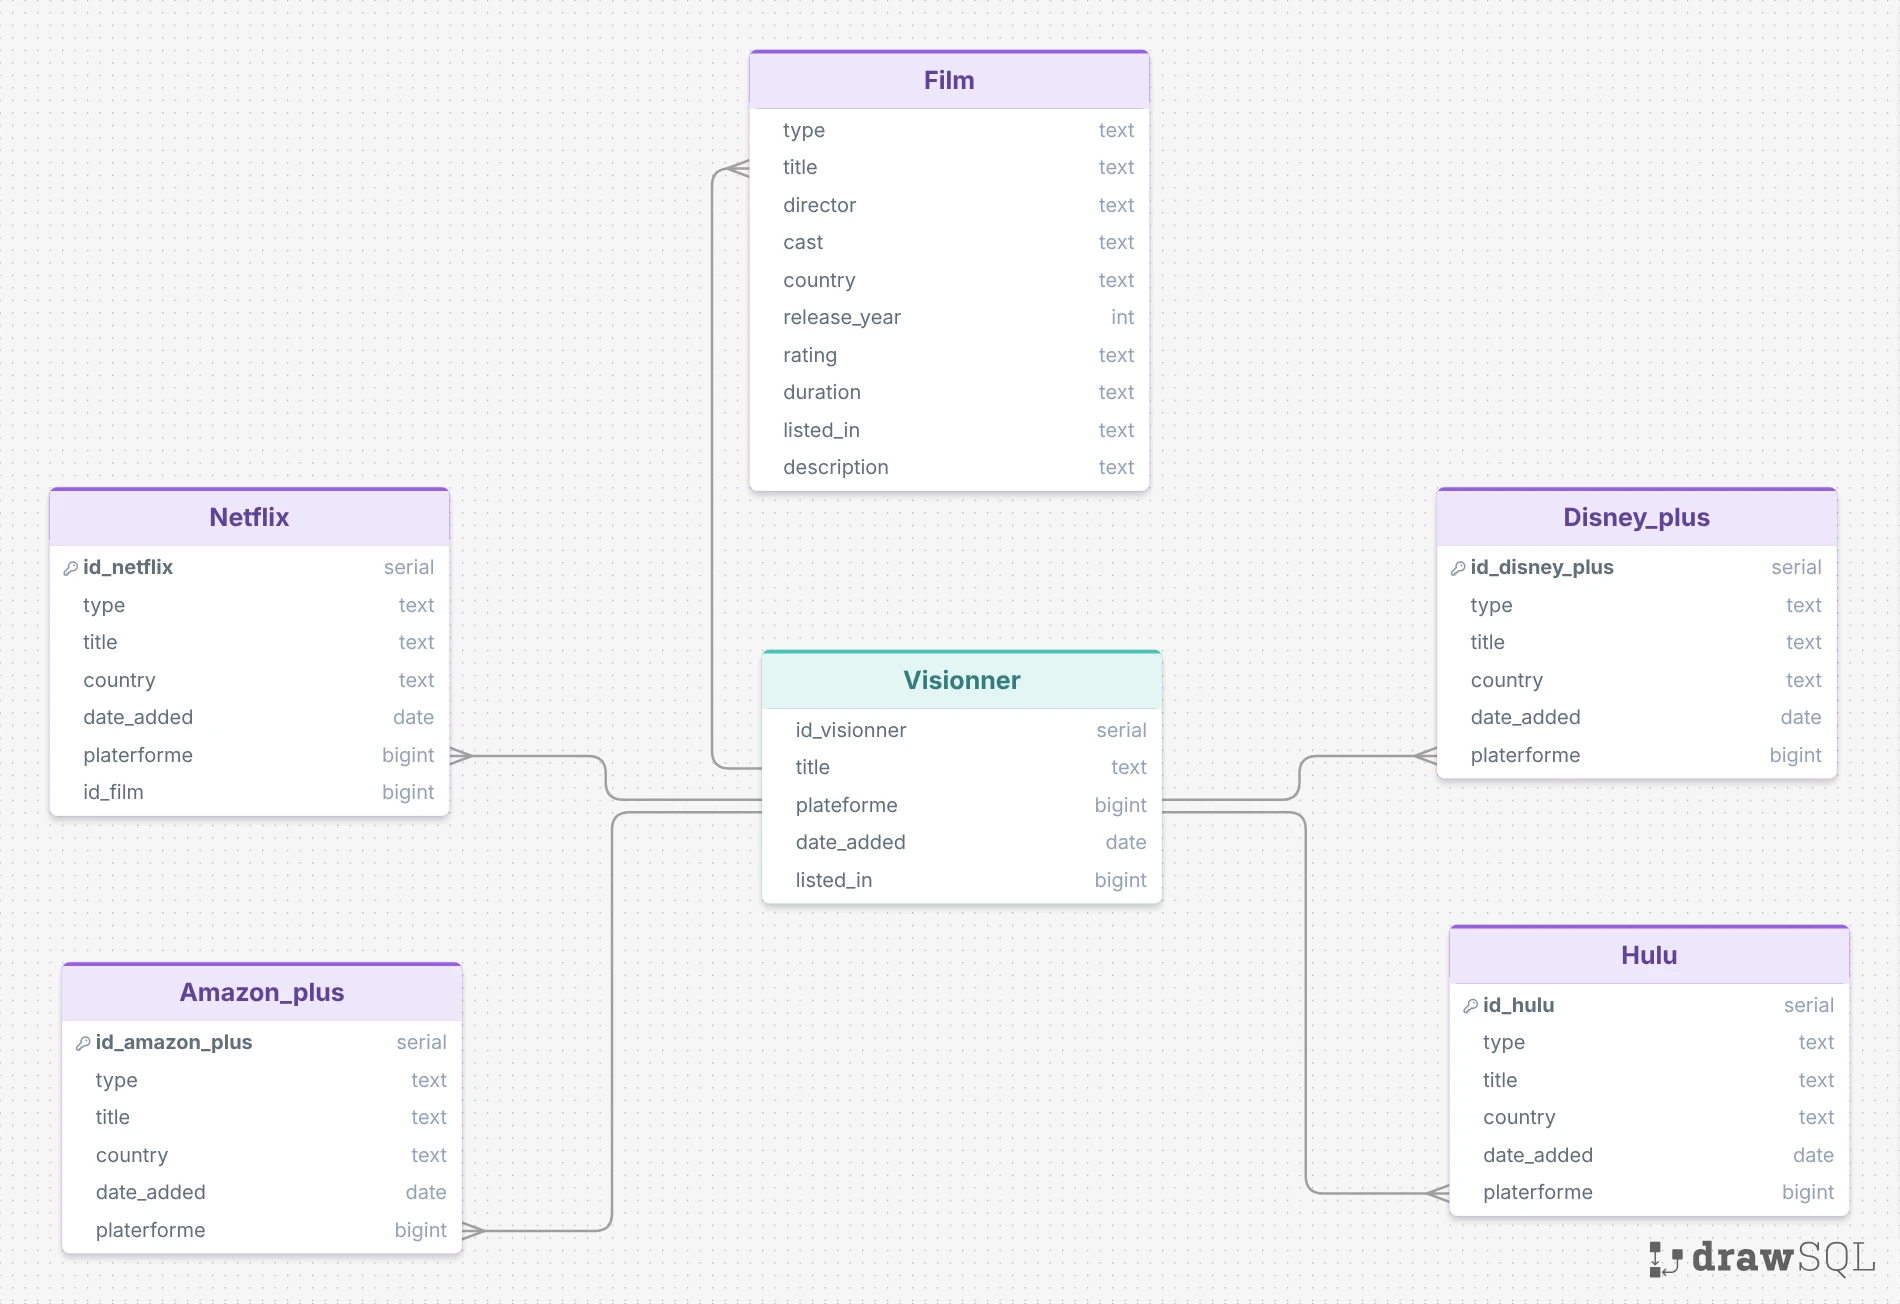 Film
type text
title text
director text
cast text
country text
release_year int
rating text
duration text
listed_in text
description text
Netflix
id_netflix serial
type text
title text
country text
date_added date
platerforme bigint
id_film bigint
Disney_plus
id_disney_plus serial
type text
title text
country text
date_added date
platerforme bigint
Visionner
id_visionner serial
title text
plateforme bigint
date_added date
listed_in bigint
Amazon_plus
id_amazon_plus serial
type text
title text
country text
date_added date
platerforme bigint
Hulu
id_hulu serial
type text
title text
country text
date_added date
platerforme bigint
drawSQL